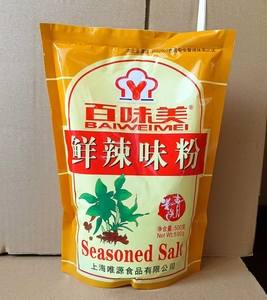 百味美
BAIWEIMEI
鲜辣味粉
净含量:500克
Net Wt:500g
Seasoned Salt
上海唯源食品有限公司